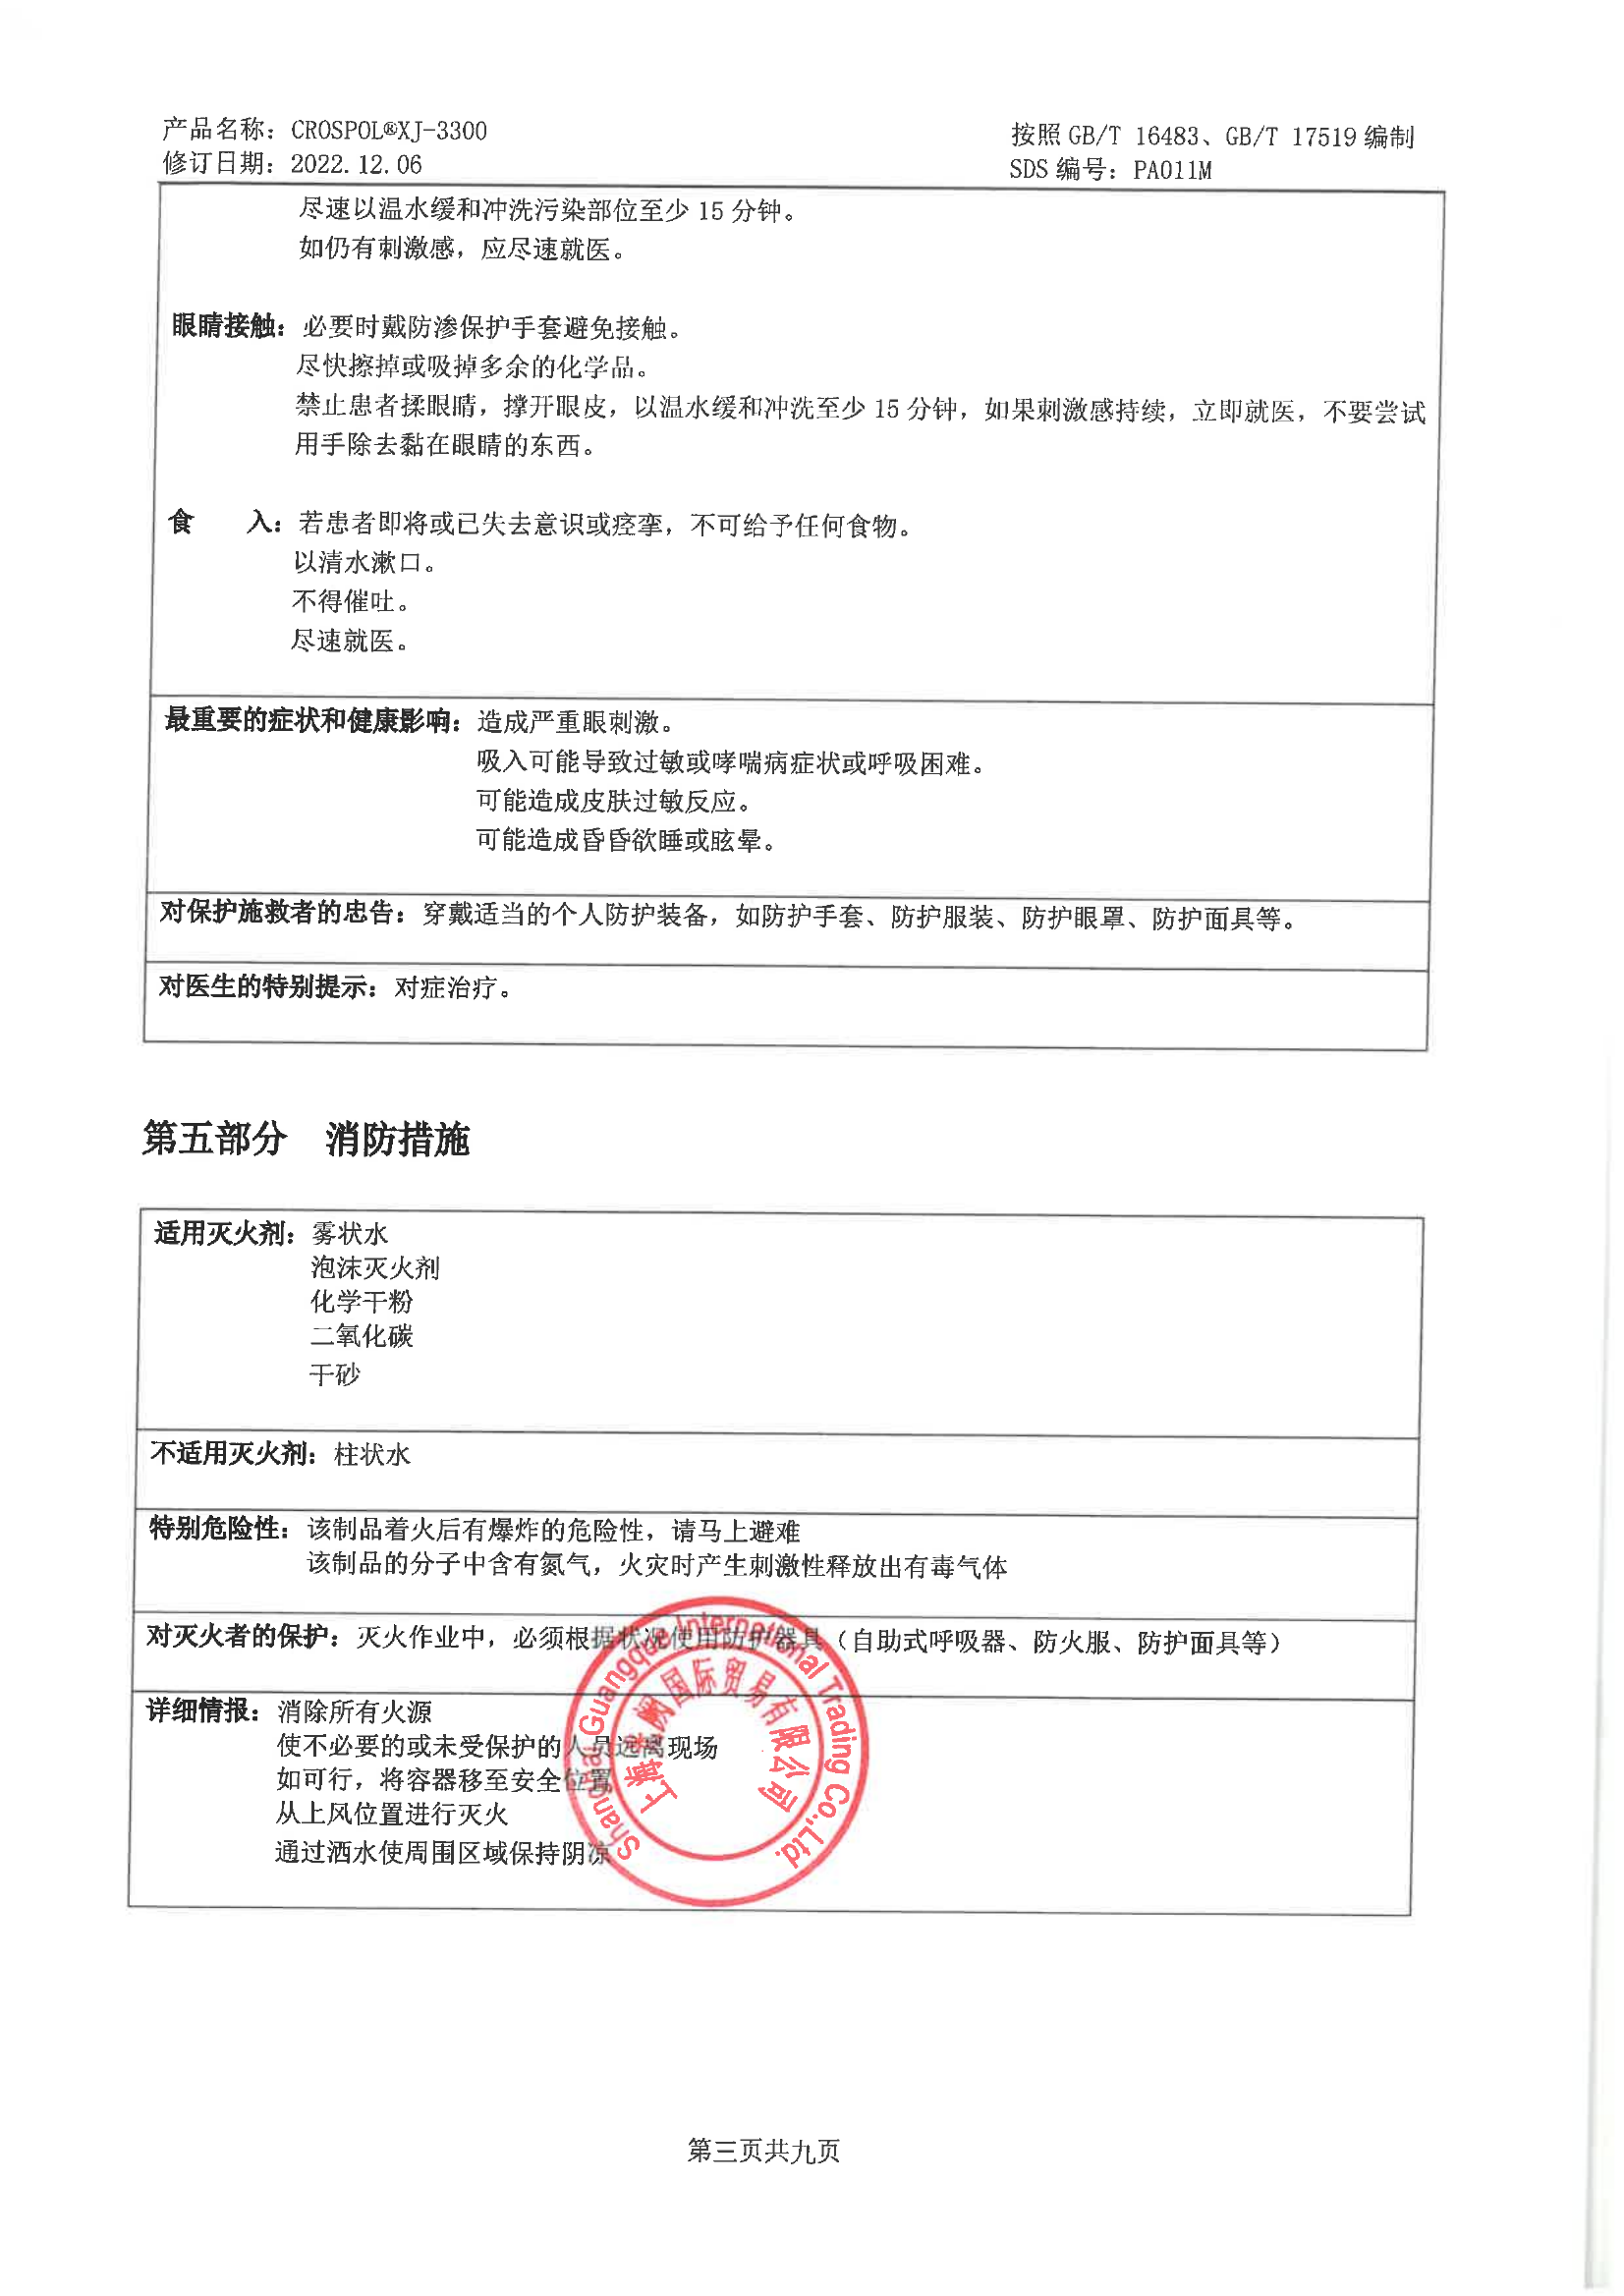 产品名称：CROSPOL®XJ-3300
按照 GB/T 16483、GB/T 17519 编制
修订日期：2022.12.06
SDS 编号：PA011M
尽速以温水缓和冲洗污染部位至少 15 分钟。
如仍有刺激感，应尽速就医。
眼睛接触：必要时戴防渗保护手套避免接触。
尽快擦掉或吸掉多余的化学品。
禁止患者揉眼睛，撑开眼皮，以温水缓和冲洗至少 15 分钟，如果刺激感持续，立即就医，不要尝试
用手除去黏在眼睛的东西。
食　　入：若患者即将或已失去意识或痉挛，不可给予任何食物。
以清水漱口。
不得催吐。
尽速就医。
最重要的症状和健康影响：造成严重眼刺激。
吸入可能导致过敏或哮喘病症状或呼吸困难。
可能造成皮肤过敏反应。
可能造成昏昏欲睡或眩晕。
对保护施救者的忠告：穿戴适当的个人防护装备，如防护手套、防护服装、防护眼罩、防护面具等。
对医生的特别提示：对症治疗。
第五部分　消防措施
适用灭火剂：雾状水
泡沫灭火剂
化学干粉
二氧化碳
干砂
不适用灭火剂：柱状水
特别危险性：该制品着火后有爆炸的危险性，请马上避难
该制品的分子中含有氮气，火灾时产生刺激性释放出有毒气体
对灭火者的保护：灭火作业中，必须根据状况使用防护器具（自助式呼吸器、防火服、防护面具等）
详细情报：消除所有火源
使不必要的或未受保护的人员远离现场
如可行，将容器移至安全位置
从上风位置进行灭火
通过洒水使周围区域保持阴凉
Shanghai Guangque International Trading Co.,Ltd.
上海 阙国际贸易有限公司
第三页共九页